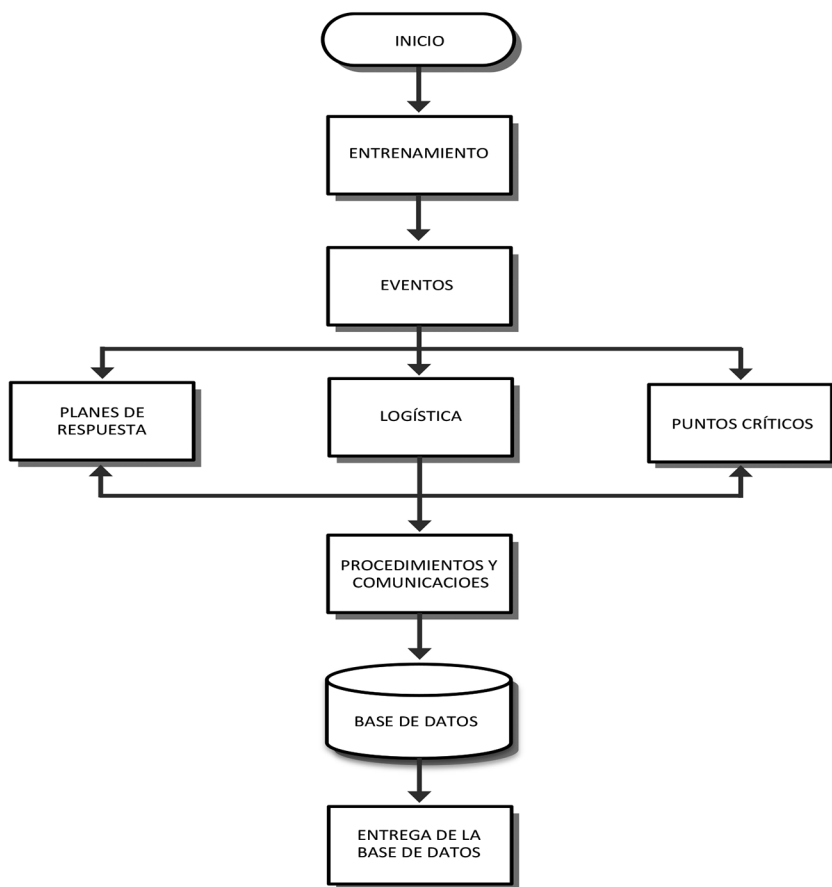 INICIO
ENTRENAMIENTO
EVENTOS
PLANES DE
RESPUESTA
LOGÍSTICA
PUNTOS CRÍTICOS
PROCEDIMIENTOS Y
COMUNICACIOES
BASE DE DATOS
ENTREGA DE LA
BASE DE DATOS